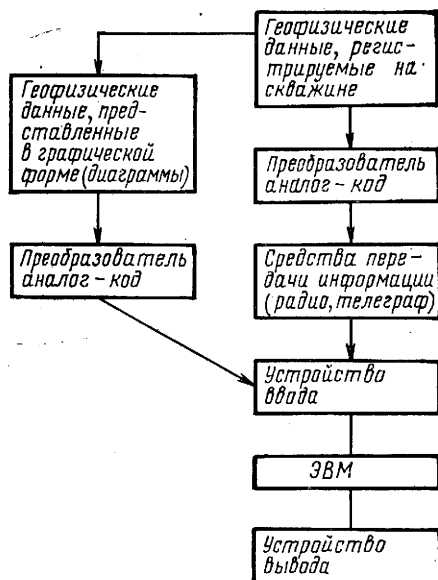 Геофизические
данные, регис-
трируемые на
скважине
Геофизические
данные, пред-
ставленные
в графической
форме (диаграммы)
Преобразователь
аналог-код
Преобразователь
аналог-код
Средства пере-
дачи информации
(радио, телеграф)
Устройство
ввода
ЭВМ
Устройство
вывода